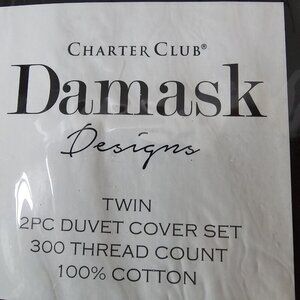 CHARTER CLUB®
Damask
Designs
TWIN
2PC DUVET COVER SET
300 THREAD COUNT
100% COTTON